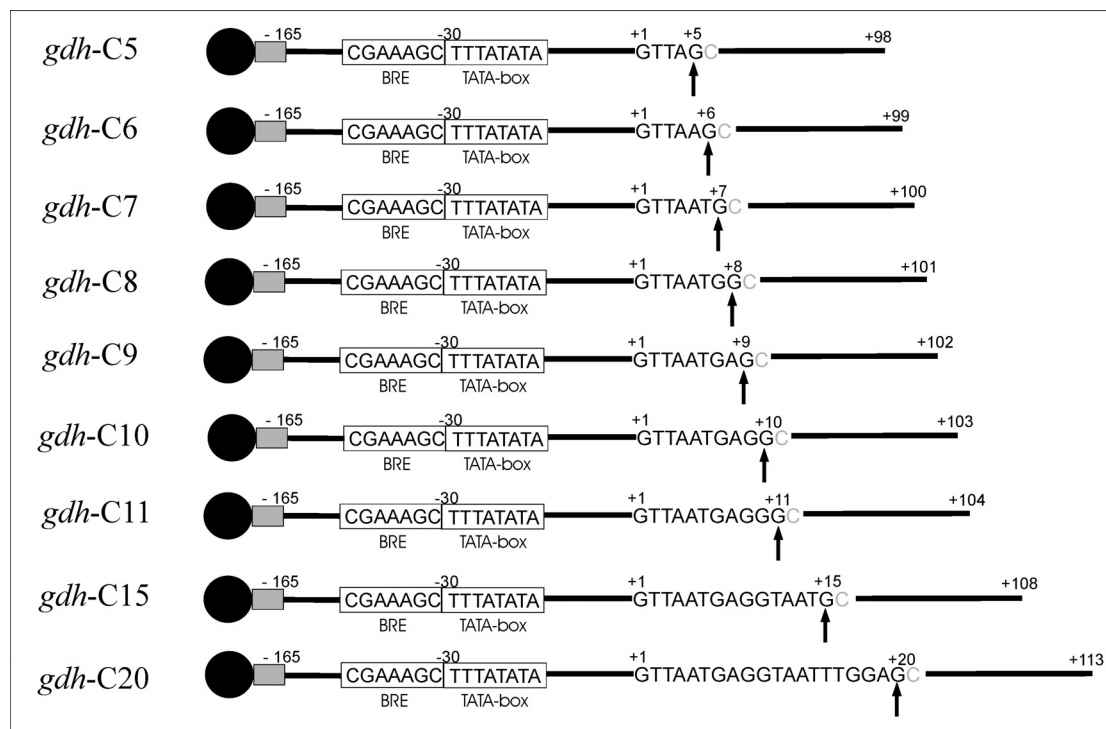 gdh-C5 - 165 CGAAAGC -30 TTTATATA +1 GTTAGC +5 +98
BRE TATA-box
gdh-C6 - 165 CGAAAGC -30 TTTATATA +1 GTTAAGC +6 +99
BRE TATA-box
gdh-C7 - 165 CGAAAGC -30 TTTATATA +1 GTTAATGC +7 +100
BRE TATA-box
gdh-C8 - 165 CGAAAGC -30 TTTATATA +1 GTTAATGGC +8 +101
BRE TATA-box
gdh-C9 - 165 CGAAAGC -30 TTTATATA +1 GTTAATGAGC +9 +102
BRE TATA-box
gdh-C10 - 165 CGAAAGC -30 TTTATATA +1 GTTAATGAGGC +10 +103
BRE TATA-box
gdh-C11 - 165 CGAAAGC -30 TTTATATA +1 GTTAATGAGGGC +11 +104
BRE TATA-box
gdh-C15 - 165 CGAAAGC -30 TTTATATA +1 GTTAATGAGGTAATGC +15 +108
BRE TATA-box
gdh-C20 - 165 CGAAAGC -30 TTTATATA +1 GTTAATGAGGTAATTTGGAGC +20 +113
BRE TATA-box